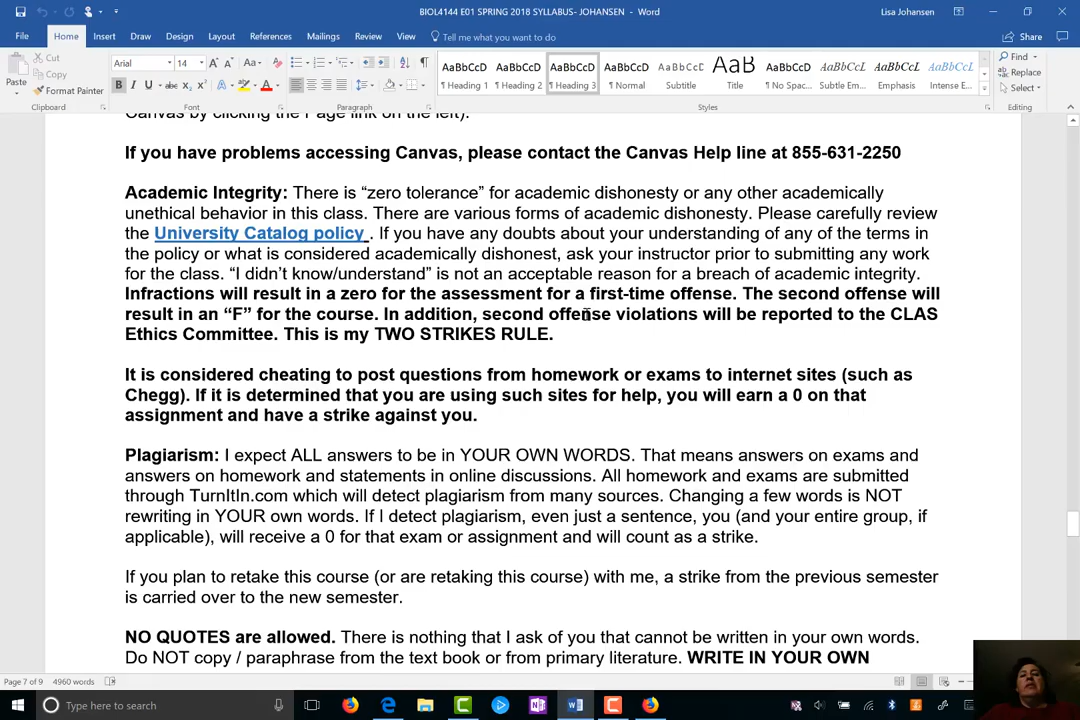 BIOL4144 E01 SPRING 2018 SYLLABUS- JOHANSEN - Word
Lisa Johansen
File Home Insert Draw Design Layout References Mailings Review View Tell me what you want to do Share
Paste
Cut
Copy
Format Painter
Clipboard
Arial 14
Font
Paragraph
AaBbCcD AaBbCcD AaBbCcD AaBbCcD AaBbCcD AaB AaBbCcD AaBbCcD AaBbCcD AaBbCcD
¶ Heading 1 ¶ Heading 2 ¶ Heading 3 ¶ Normal Subtitle Title ¶ No Spac... Subtle Em... Emphasis Intense E...
Styles
Find
Replace
Select
Editing
Canvas by clicking the Page link on the left).
If you have problems accessing Canvas, please contact the Canvas Help line at 855-631-2250
Academic Integrity: There is “zero tolerance” for academic dishonesty or any other academically
unethical behavior in this class. There are various forms of academic dishonesty. Please carefully review
the University Catalog policy . If you have any doubts about your understanding of any of the terms in
the policy or what is considered academically dishonest, ask your instructor prior to submitting any work
for the class. “I didn’t know/understand” is not an acceptable reason for a breach of academic integrity.
Infractions will result in a zero for the assessment for a first-time offense. The second offense will
result in an “F” for the course. In addition, second offense violations will be reported to the CLAS
Ethics Committee. This is my TWO STRIKES RULE.
It is considered cheating to post questions from homework or exams to internet sites (such as
Chegg). If it is determined that you are using such sites for help, you will earn a 0 on that
assignment and have a strike against you.
Plagiarism: I expect ALL answers to be in YOUR OWN WORDS. That means answers on exams and
answers on homework and statements in online discussions. All homework and exams are submitted
through TurnItIn.com which will detect plagiarism from many sources. Changing a few words is NOT
rewriting in YOUR own words. If I detect plagiarism, even just a sentence, you (and your entire group, if
applicable), will receive a 0 for that exam or assignment and will count as a strike.
If you plan to retake this course (or are retaking this course) with me, a strike from the previous semester
is carried over to the new semester.
NO QUOTES are allowed. There is nothing that I ask of you that cannot be written in your own words.
Do NOT copy / paraphrase from the text book or from primary literature. WRITE IN YOUR OWN
Page 7 of 9 4960 words
Type here to search